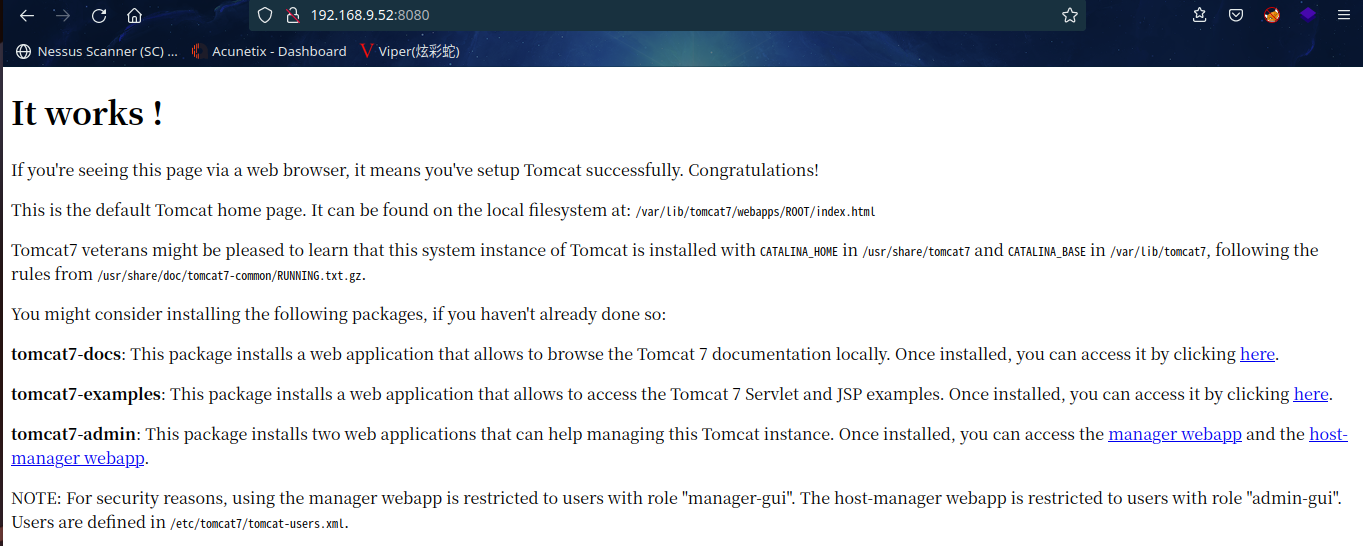 192.168.9.52:8080
Nessus Scanner (SC) ... Acunetix - Dashboard Viper(炫彩蛇)
It works !
If you're seeing this page via a web browser, it means you've setup Tomcat successfully. Congratulations!
This is the default Tomcat home page. It can be found on the local filesystem at: /var/lib/tomcat7/webapps/ROOT/index.html
Tomcat7 veterans might be pleased to learn that this system instance of Tomcat is installed with CATALINA_HOME in /usr/share/tomcat7 and CATALINA_BASE in /var/lib/tomcat7, following the
rules from /usr/share/doc/tomcat7-common/RUNNING.txt.gz.
You might consider installing the following packages, if you haven't already done so:
tomcat7-docs: This package installs a web application that allows to browse the Tomcat 7 documentation locally. Once installed, you can access it by clicking here.
tomcat7-examples: This package installs a web application that allows to access the Tomcat 7 Servlet and JSP examples. Once installed, you can access it by clicking here.
tomcat7-admin: This package installs two web applications that can help managing this Tomcat instance. Once installed, you can access the manager webapp and the host-
manager webapp.
NOTE: For security reasons, using the manager webapp is restricted to users with role "manager-gui". The host-manager webapp is restricted to users with role "admin-gui".
Users are defined in /etc/tomcat7/tomcat-users.xml.